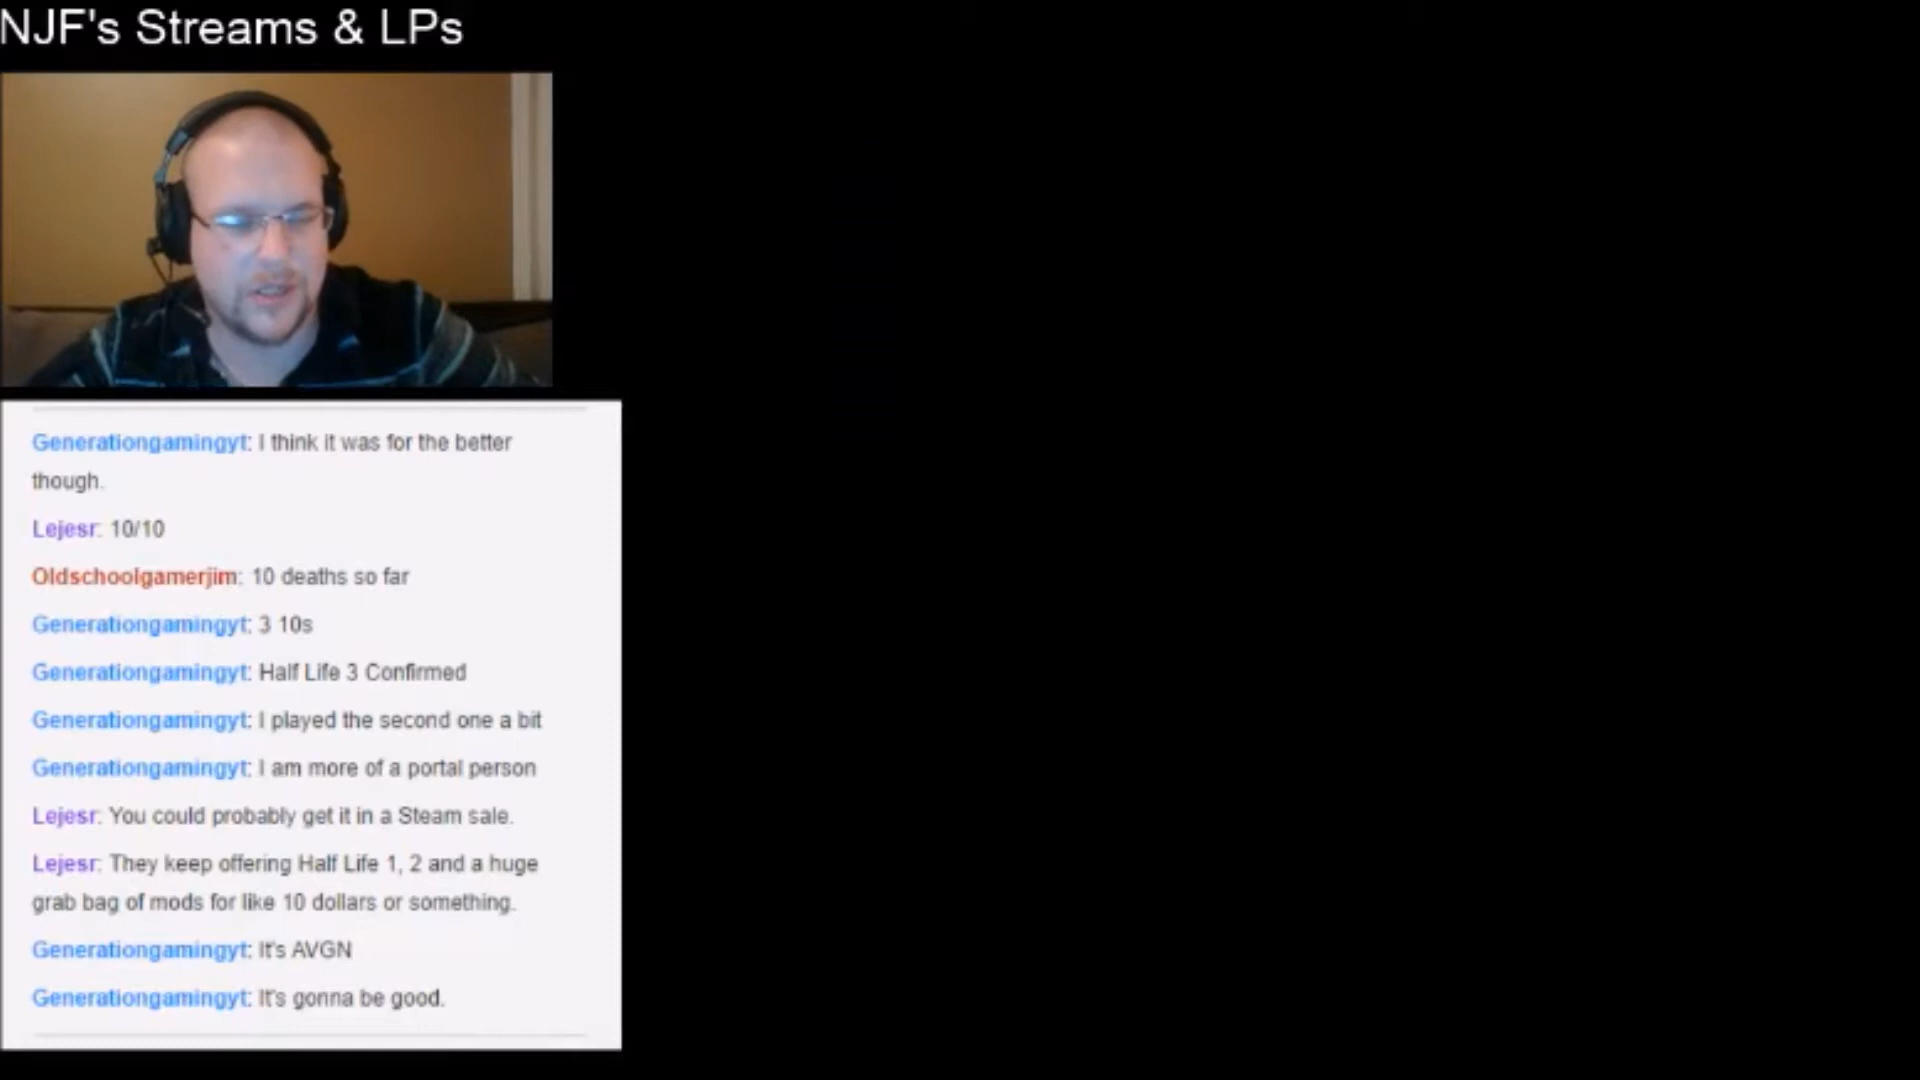 NJF's Streams & LPs
Generationgamingyt: I think it was for the better
though.
Lejesr: 10/10
Oldschoolgamerjim: 10 deaths so far
Generationgamingyt: 3 10s
Generationgamingyt: Half Life 3 Confirmed
Generationgamingyt: I played the second one a bit
Generationgamingyt: I am more of a portal person
Lejesr: You could probably get it in a Steam sale.
Lejesr: They keep offering Half Life 1, 2 and a huge
grab bag of mods for like 10 dollars or something.
Generationgamingyt: It's AVGN
Generationgamingyt: It's gonna be good.